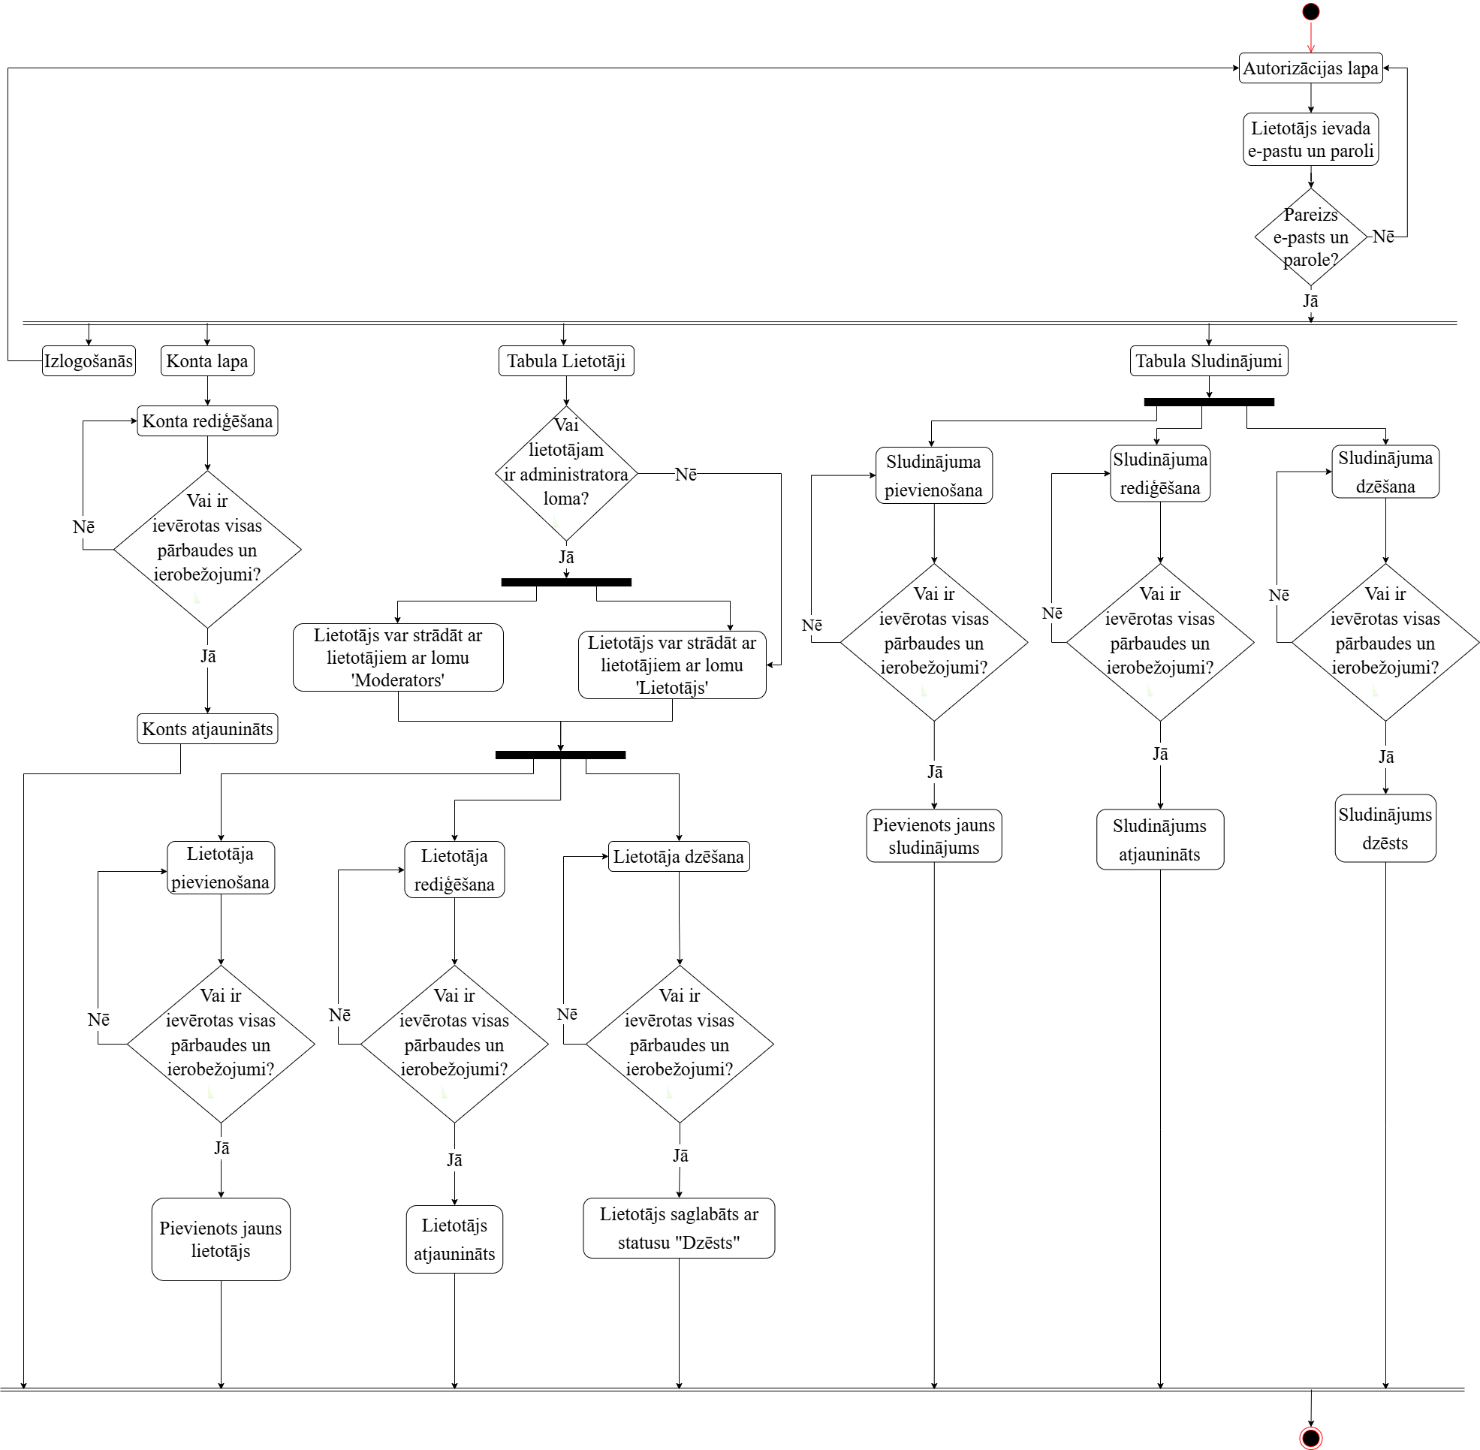 Autorizācijas lapa
Lietotājs ievada
e-pastu un paroli
Pareizs
e-pasts un
parole?
Nē
Jā
Izlogošanās
Konta lapa
Tabula Lietotāji
Tabula Sludinājumi
Konta rediģēšana
Vai ir
ievērotas visas
pārbaudes un
ierobežojumi?
Nē
Jā
Konts atjaunināts
Vai
lietotājam
ir administratora
loma?
Nē
Jā
Lietotājs var strādāt ar
lietotājiem ar lomu
'Moderators'
Lietotājs var strādāt ar
lietotājiem ar lomu
'Lietotājs'
Sludinājuma
pievienošana
Vai ir
ievērotas visas
pārbaudes un
ierobežojumi?
Nē
Jā
Pievienots jauns
sludinājums
Sludinājuma
rediģēšana
Vai ir
ievērotas visas
pārbaudes un
ierobežojumi?
Nē
Jā
Sludinājums
atjaunināts
Sludinājuma
dzēšana
Vai ir
ievērotas visas
pārbaudes un
ierobežojumi?
Nē
Jā
Sludinājums
dzēsts
Lietotāja
pievienošana
Vai ir
ievērotas visas
pārbaudes un
ierobežojumi?
Nē
Jā
Pievienots jauns
lietotājs
Lietotāja
rediģēšana
Vai ir
ievērotas visas
pārbaudes un
ierobežojumi?
Nē
Jā
Lietotājs
atjaunināts
Lietotāja dzēšana
Vai ir
ievērotas visas
pārbaudes un
ierobežojumi?
Nē
Jā
Lietotājs saglabāts ar
statusu "Dzēsts"